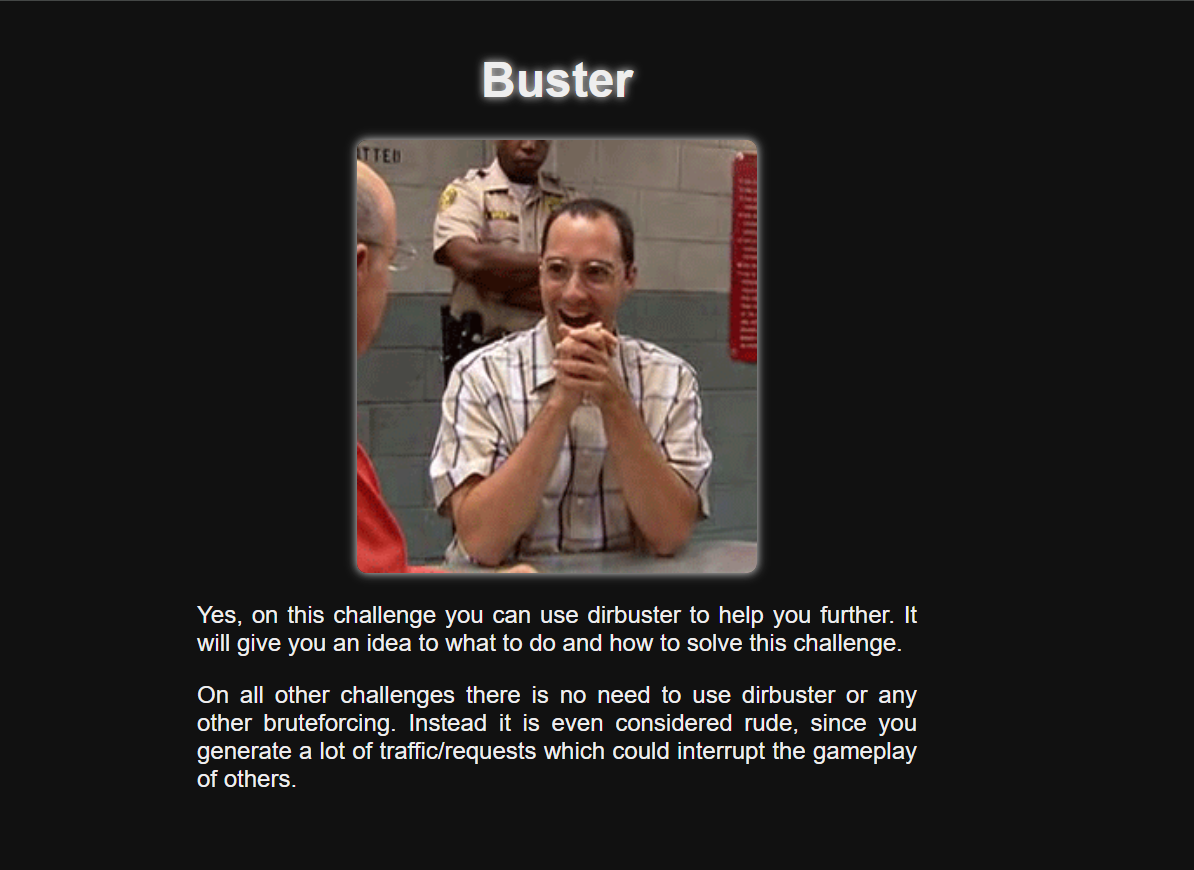 Buster
ATTED
Yes, on this challenge you can use dirbuster to help you further. It
will give you an idea to what to do and how to solve this challenge.
On all other challenges there is no need to use dirbuster or any
other bruteforcing. Instead it is even considered rude, since you
generate a lot of traffic/requests which could interrupt the gameplay
of others.